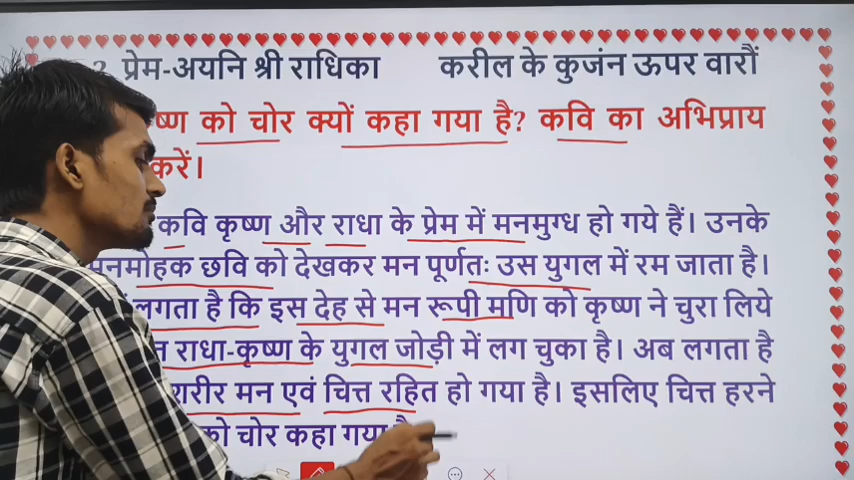 2. प्रेम-अयनि श्री राधिका करील के कुजंन ऊपर वारौं
को चोर क्यों कहा गया है? कवि का अभिप्राय
करें।
कवि कृष्ण और राधा के प्रेम में मनमुग्ध हो गये हैं। उनके
मनमोहक छवि को देखकर मन पूर्णतः उस युगल में रम जाता है।
लगता है कि इस देह से मन रूपी मणि को कृष्ण ने चुरा लिये
राधा-कृष्ण के युगल जोड़ी में लग चुका है। अब लगता है
शरीर मन एवं चित्त रहित हो गया है। इसलिए चित्त हरने
को चोर कहा गया